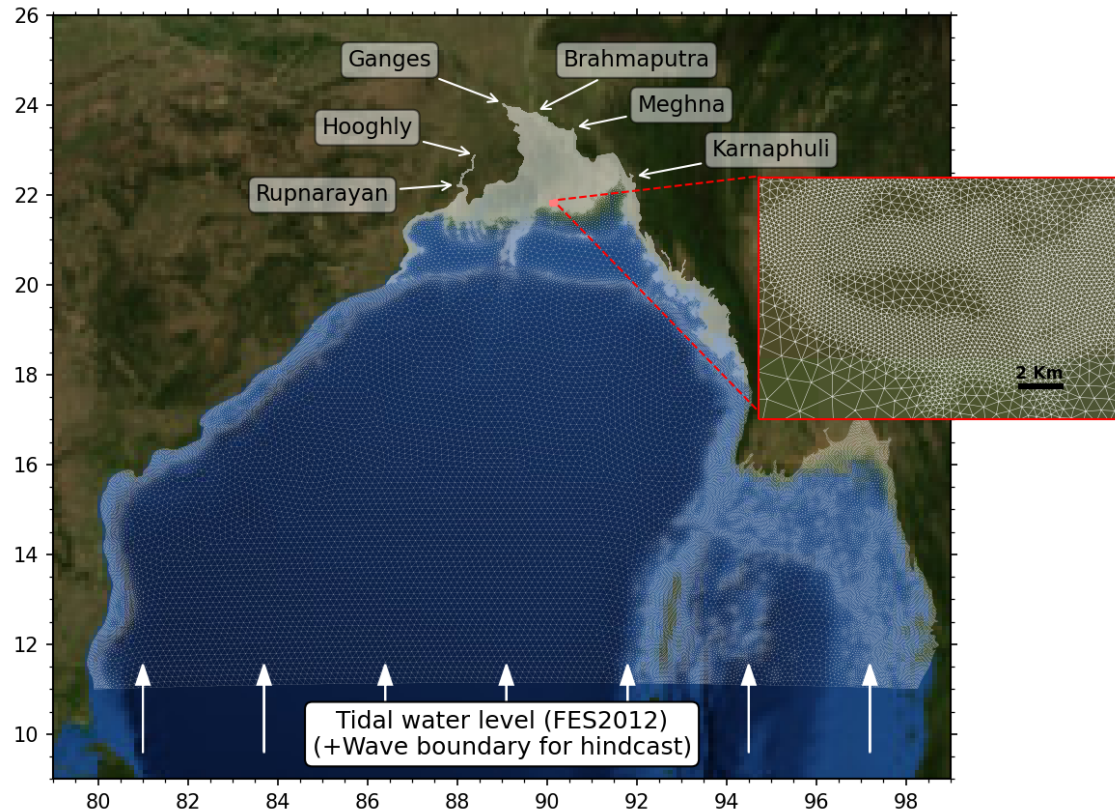 26
24
22
20
18
16
14
12
10
Ganges
Brahmaputra
Meghna
Hooghly
Karnaphuli
Rupnarayan
2 Km
Tidal water level (FES2012)
(+Wave boundary for hindcast)
80 82 84 86 88 90 92 94 96 98